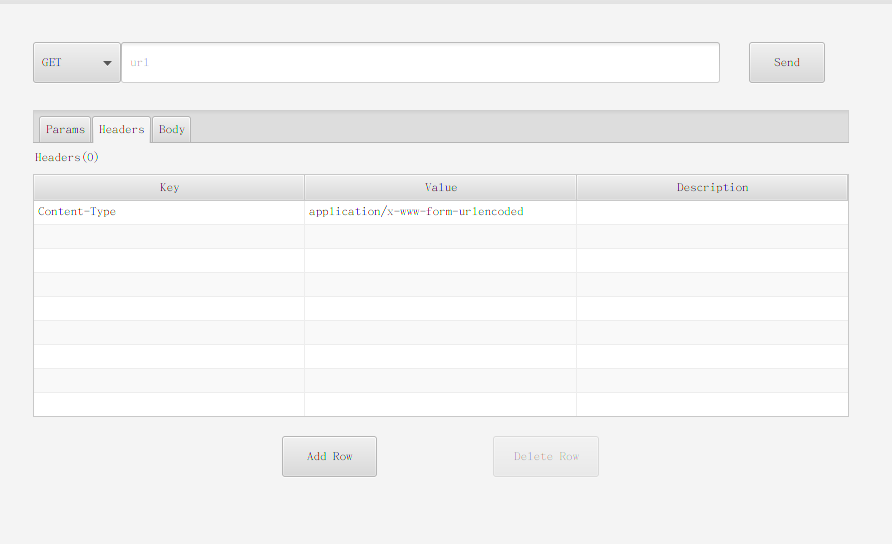 GET url Send
Params Headers Body
Headers(0)
Key Value Description
Content-Type application/x-www-form-urlencoded
Add Row Delete Row